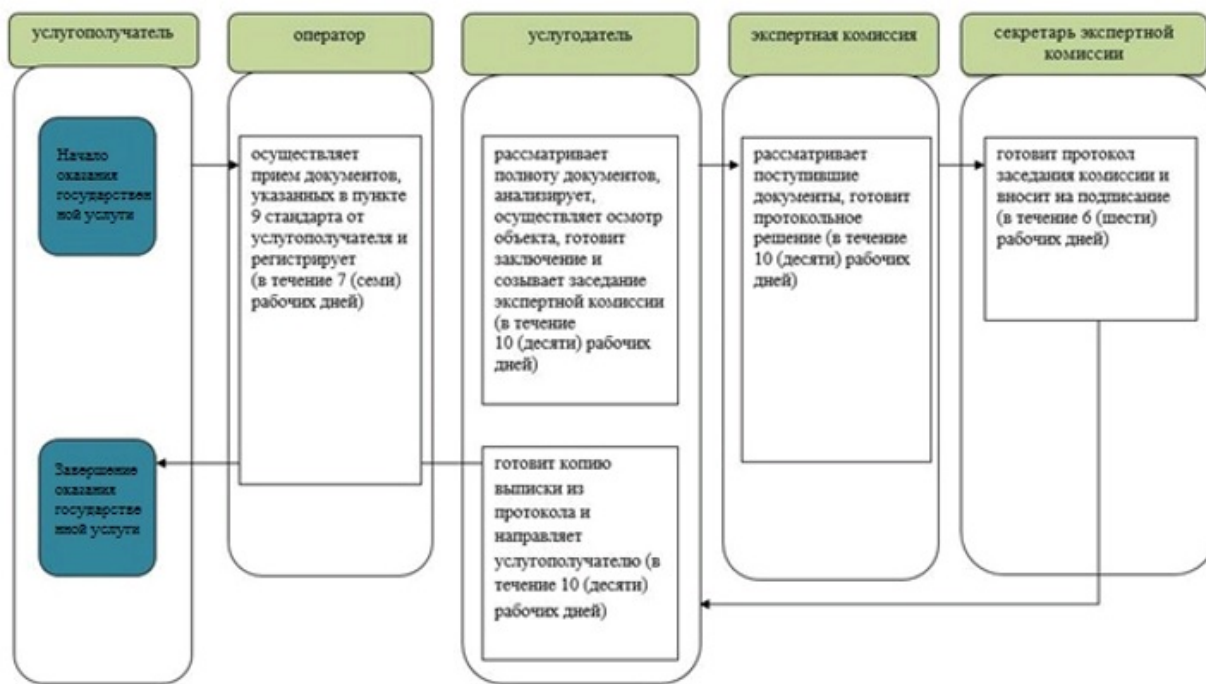 услугополучатель
оператор
услугодатель
экспертная комиссия
секретарь экспертной
комиссии
Начало
оказания
государствен
ной услуги
осуществляет
прием документов,
указанных в пункте
9 стандарта от
услугополучателя и
регистрирует
(в течение 7 (семи)
рабочих дней)
рассматривает
полноту документов,
анализирует,
осуществляет осмотр
объекта, готовит
заключение и
созывает заседание
экспертной комиссии
(в течение
10 (десяти) рабочих
дней)
рассматривает
поступившие
документы, готовит
протокольное
решение (в течение
10 (десяти) рабочих
дней)
готовит протокол
заседания комиссии и
вносит на подписание
(в течение 6 (шести)
рабочих дней)
Завершение
оказания
государстве
нной услуги
готовит копию
выписки из
протокола и
направляет
услугополучателю (в
течение 10 (десяти)
рабочих дней)